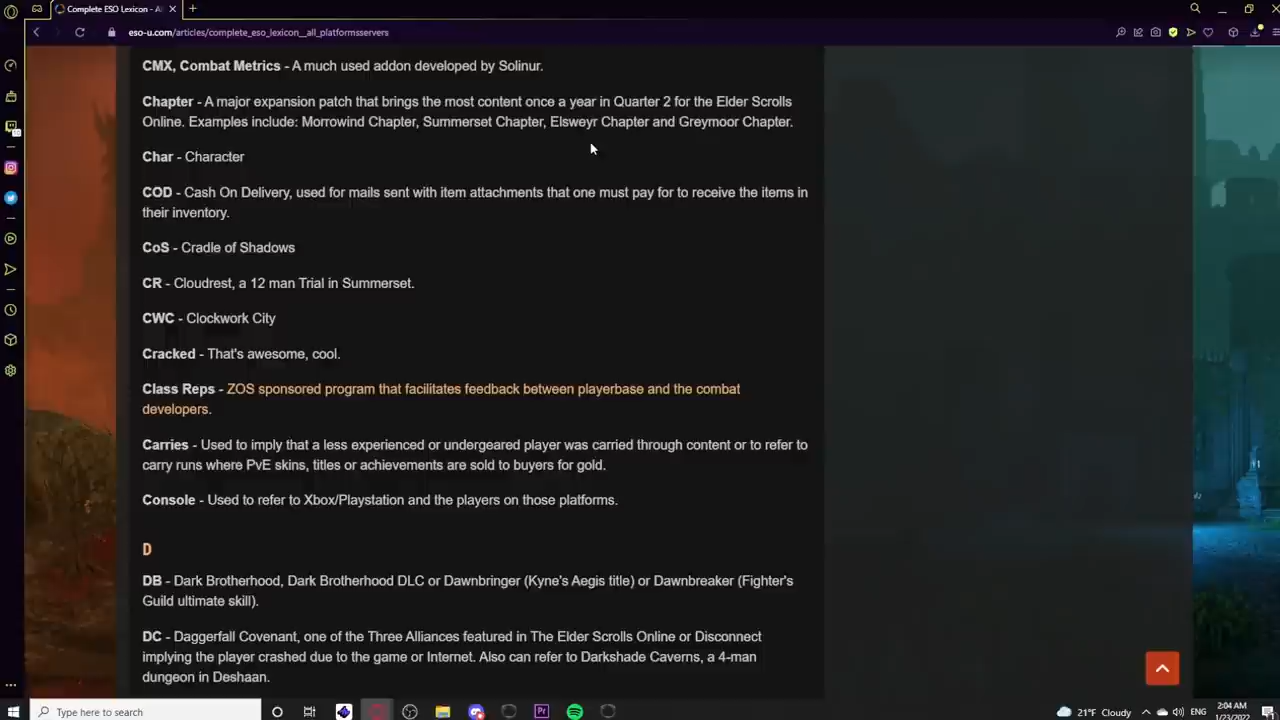 Complete ESO Lexicon -
eso-u.com/articles/complete_eso_lexicon__all_platformsservers
CMX, Combat Metrics - A much used addon developed by Solinur.
Chapter - A major expansion patch that brings the most content once a year in Quarter 2 for the Elder Scrolls
Online. Examples include: Morrowind Chapter, Summerset Chapter, Elsweyr Chapter and Greymoor Chapter.
Char - Character
COD - Cash On Delivery, used for mails sent with item attachments that one must pay for to receive the items in
their inventory.
CoS - Cradle of Shadows
CR - Cloudrest, a 12 man Trial in Summerset.
CWC - Clockwork City
Cracked - That's awesome, cool.
Class Reps - ZOS sponsored program that facilitates feedback between playerbase and the combat
developers.
Carries - Used to imply that a less experienced or undergeared player was carried through content or to refer to
carry runs where PvE skins, titles or achievements are sold to buyers for gold.
Console - Used to refer to Xbox/Playstation and the players on those platforms.
D
DB - Dark Brotherhood, Dark Brotherhood DLC or Dawnbringer (Kyne's Aegis title) or Dawnbreaker (Fighter's
Guild ultimate skill).
DC - Daggerfall Covenant, one of the Three Alliances featured in The Elder Scrolls Online or Disconnect
implying the player crashed due to the game or Internet. Also can refer to Darkshade Caverns, a 4-man
dungeon in Deshaan.
Type here to search
Pr
21°F Cloudy
ENG
2:04 AM
1/23/2022